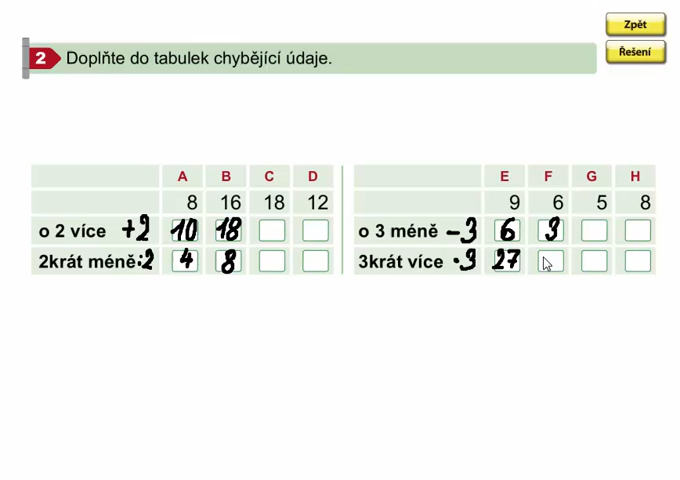 Zpět
2 Doplňte do tabulek chybějící údaje.
Řešení
A B C D E F G H
8 16 18 12 9 6 5 8
o 2 více +2 10 18 o 3 méně -3 6 3
2krát méně :2 4 8 3krát více ·3 27